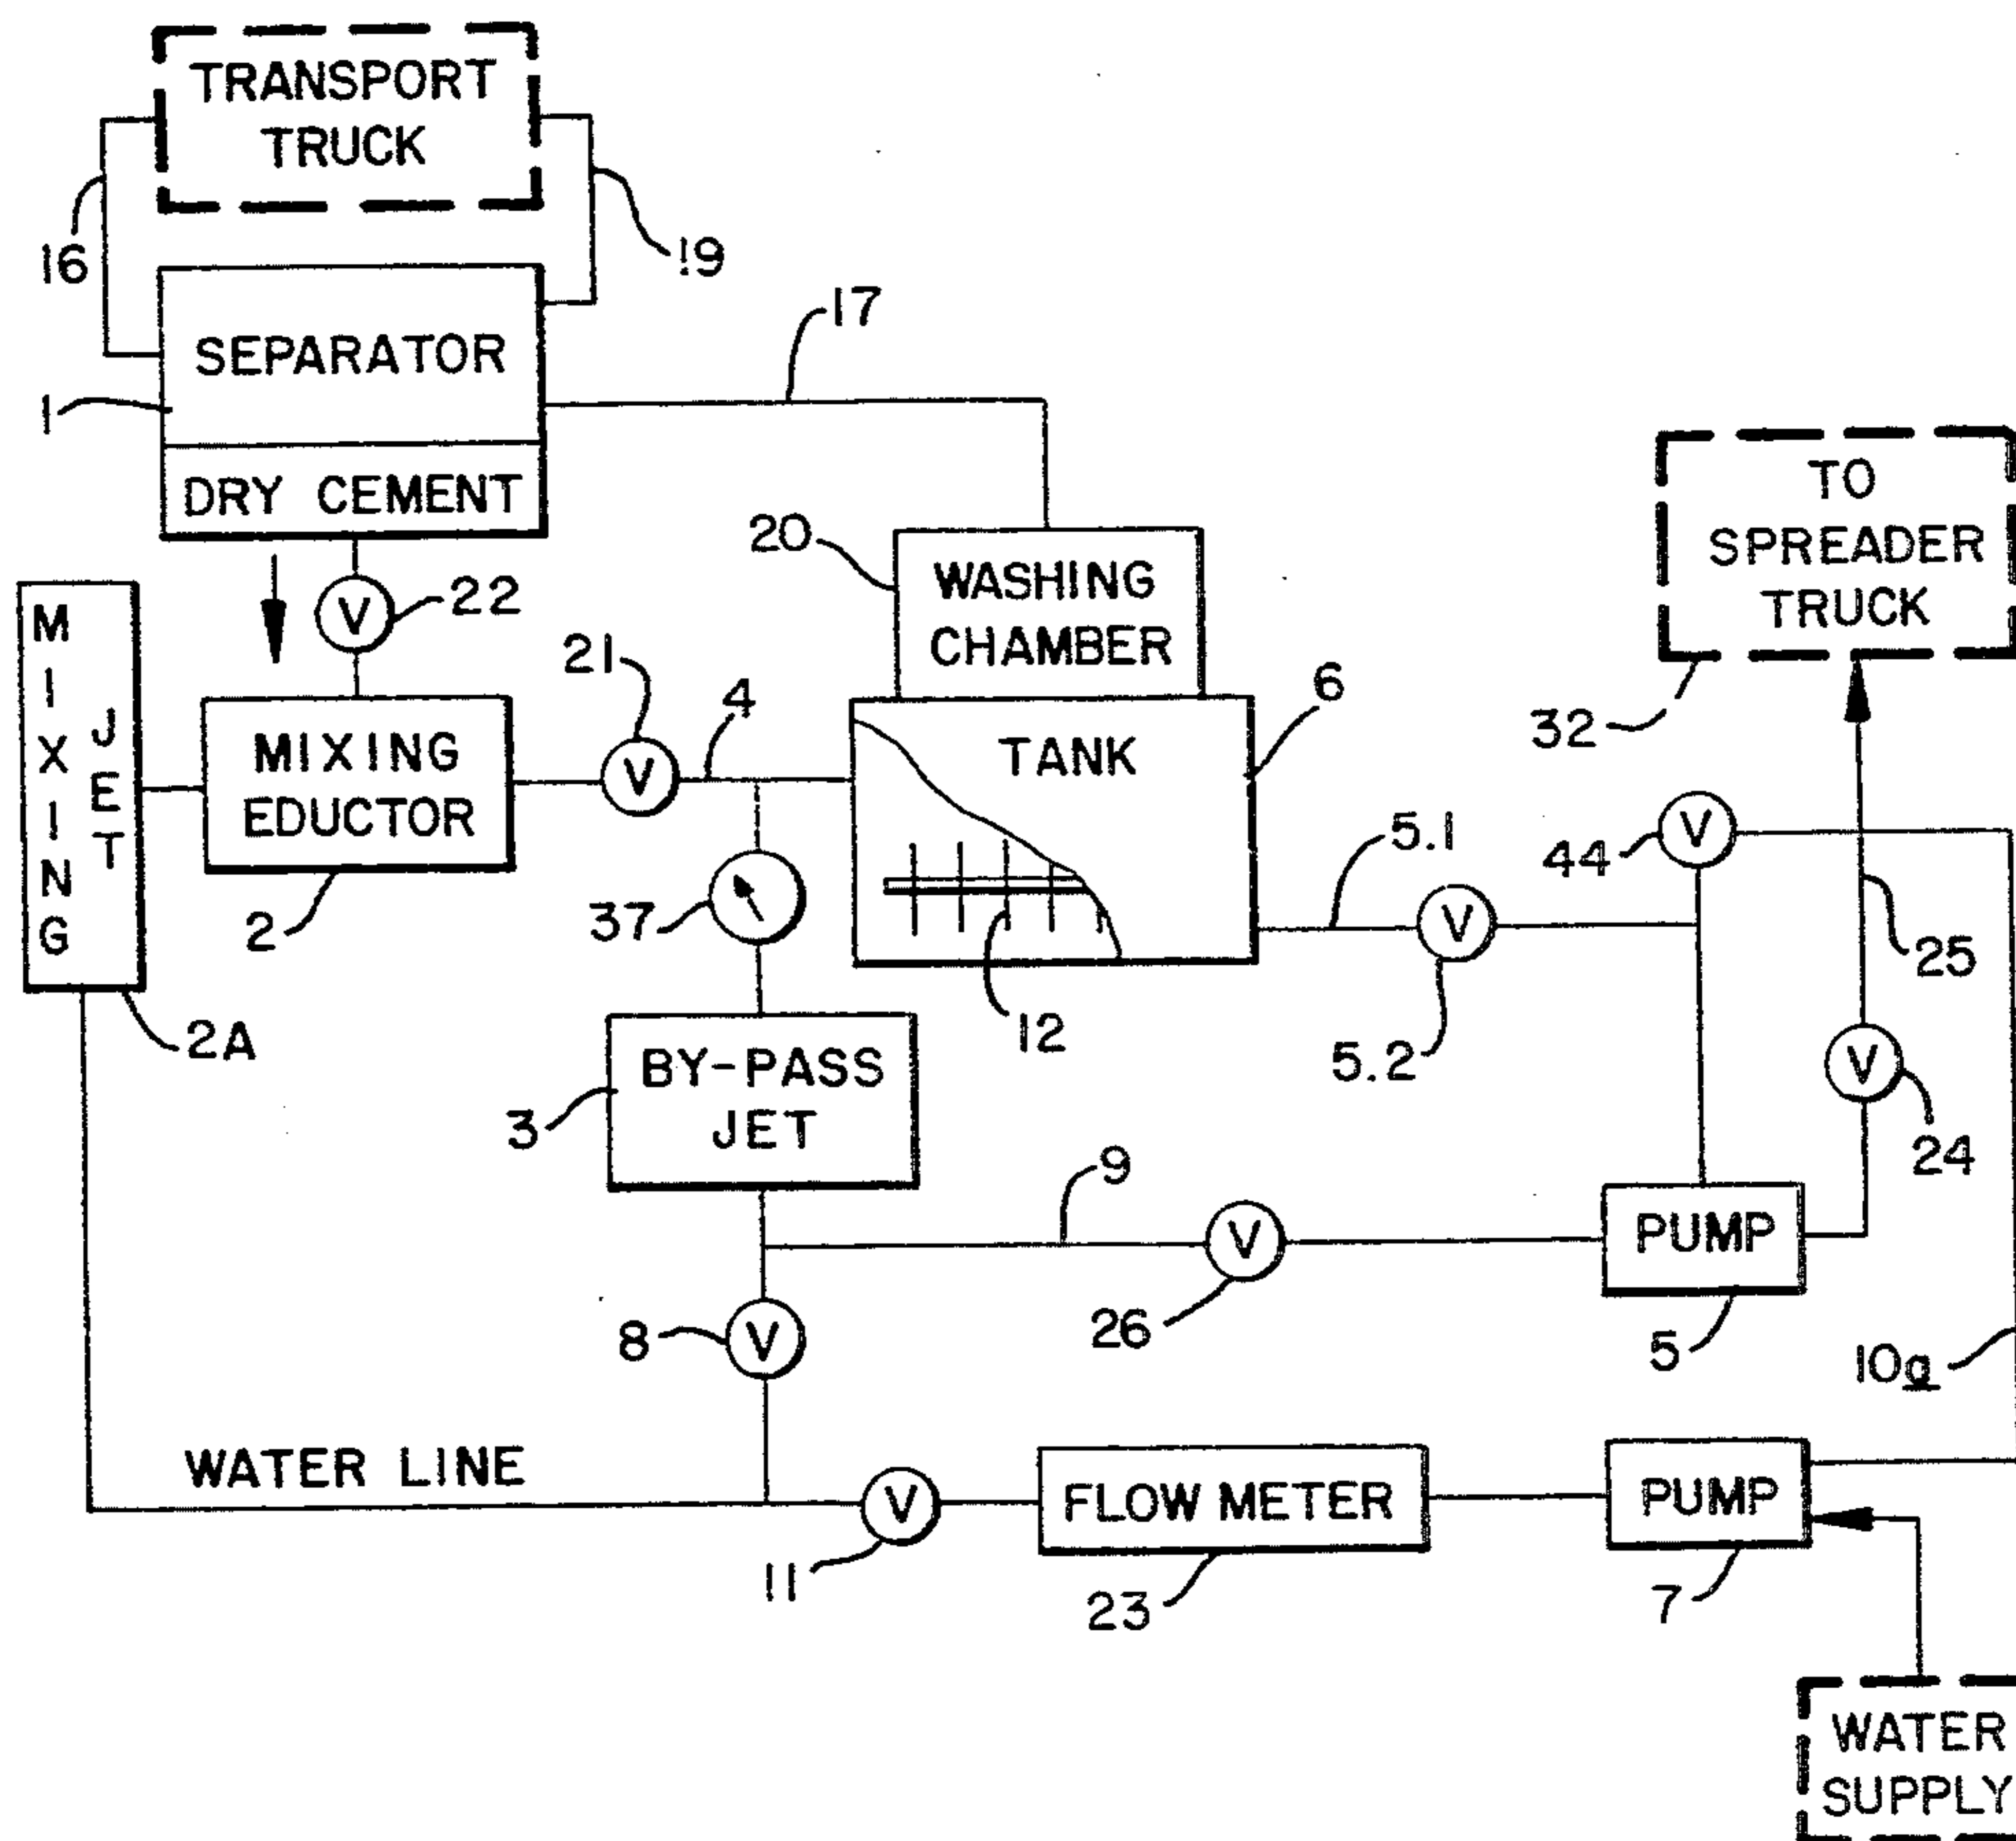 TRANSPORT
TRUCK
16
19
SEPARATOR
17
1
DRY CEMENT
TO
SPREADER
TRUCK
20
WASHING
CHAMBER
V
22
MIXING
JET
21
4
6
32
MIXING
EDUCTOR
V
TANK
V
44
5.1
2
37
V
25
2A
12
5.2
V
24
BY-PASS
JET
3
9
V
26
PUMP
5
8
V
10a
WATER LINE
V
FLOW METER
PUMP
11
23
7
WATER
SUPPLY